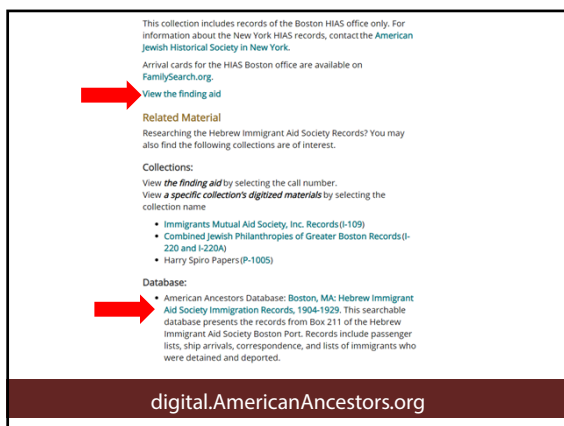 This collection includes records of the Boston HIAS office only. For
information about the New York HIAS records, contact the American
Jewish Historical Society in New York.
Arrival cards for the HIAS Boston office are available on
FamilySearch.org.
View the finding aid
Related Material
Researching the Hebrew Immigrant Aid Society Records? You may
also find the following collections are of interest.
Collections:
View the finding aid by selecting the call number.
View a specific collection's digitized materials by selecting the
collection name
• Immigrants Mutual Aid Society, Inc. Records (I-109)
• Combined Jewish Philanthropies of Greater Boston Records (I-
220 and I-220A)
• Harry Spiro Papers (P-1005)
Database:
• American Ancestors Database: Boston, MA: Hebrew Immigrant
Aid Society Immigration Records, 1904-1929. This searchable
database presents the records from Box 211 of the Hebrew
Immigrant Aid Society Boston Port. Records include passenger
lists, ship arrivals, correspondence, and lists of immigrants who
were detained and deported.
digital.AmericanAncestors.org